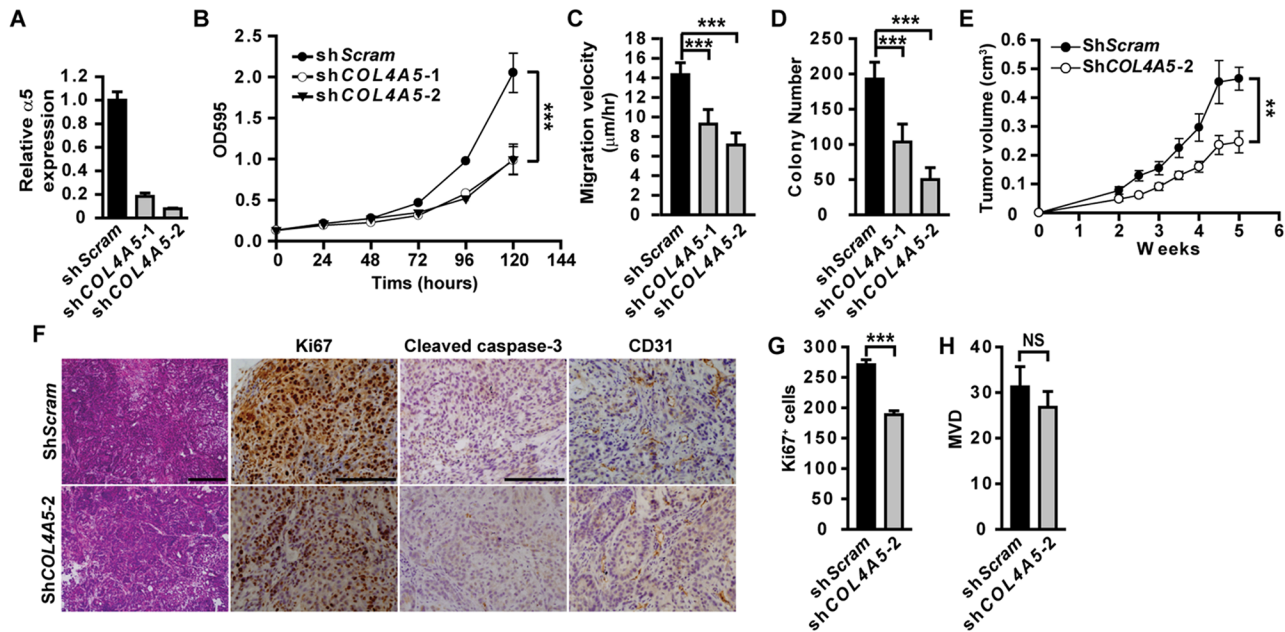 A
Relative α5
expression
1.2
1.0
0.8
0.6
0.4
0.2
0
shScram
shCOL4A5-1
shCOL4A5-2
B
OD595
2.5
2.0
1.5
1.0
0.5
0.0
shScram
shCOL4A5-1
shCOL4A5-2
***
0 24 48 72 96 120 144
Tims (hours)
C
Migration velocity
(μm/hr)
18
16
14
12
10
8
6
4
2
0
***
***
shScram
shCOL4A5-1
shCOL4A5-2
D
Colony Number
250
200
150
100
50
0
***
***
shScram
shCOL4A5-1
shCOL4A5-2
E
Tumor volume (cm³)
0.6
0.5
0.4
0.3
0.2
0.1
0
ShScram
ShCOL4A5-2
**
0 1 2 3 4 5 6
Weeks
F
Ki67 Cleaved caspase-3 CD31
ShScram
ShCOL4A5-2
G
Ki67⁺ cells
300
250
200
150
100
50
0
***
shScram
shCOL4A5-2
H
MVD
40
30
20
10
0
NS
shScram
shCOL4A5-2